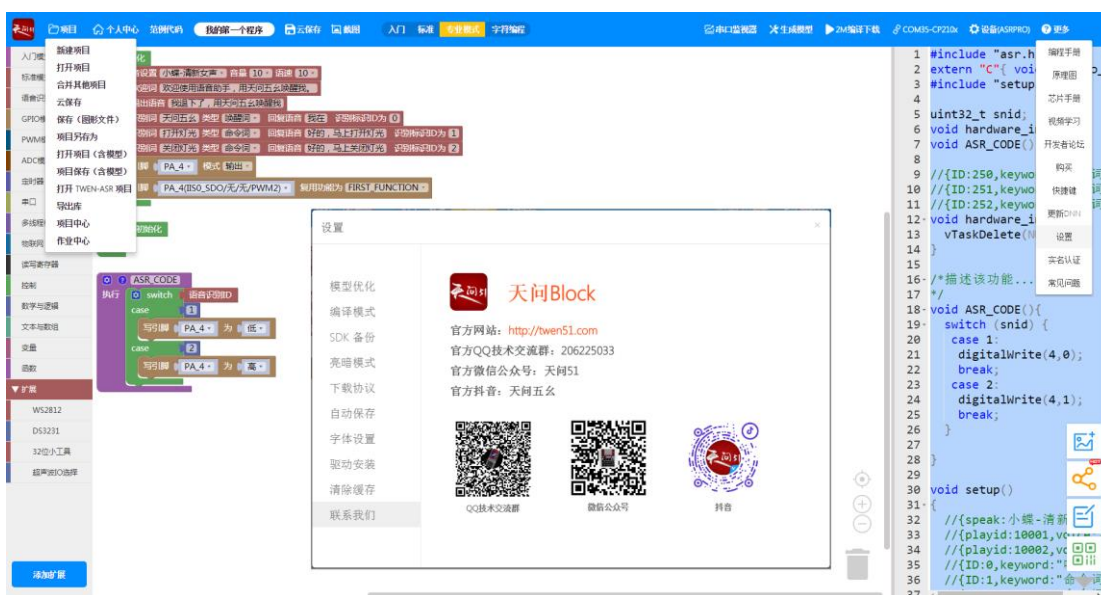 项目 个人中心 范例代码 我的第一个程序 云保存 截图 入门 标准 专业模式 字符编程 串口监视器 生成模型 2M编译下载 COM35-CP210x 设备(ASRPRO) 更多
新建项目
打开项目
合并其他项目
云保存
保存（图形文件）
项目另存为
打开项目（含模型）
项目保存（含模型）
打开 TWEN-ASR 项目
导出库
项目中心
作业中心
入门模
标准模
语音识
GPIO
PWM
ADC模
定时器
串口
多线程
物联网
读写寄存器
控制
数学与逻辑
文本与数组
变量
函数
扩展
WS2812
DS3231
32位小工具
超声波IO选择
添加扩展
小蝶-清新女声 音量 10 语速 10
欢迎使用语音助手，用天问五幺唤醒我。
我退下了，用天问五幺唤醒我
天问五幺 类型 唤醒词 回复语音 我在 识别标识ID为 0
打开灯光 类型 命令词 回复语音 好的，马上打开灯光 识别标识ID为 1
关闭灯光 类型 命令词 回复语音 好的，马上关闭灯光 识别标识ID为 2
PA_4 模式 输出
PA_4(IIS0_SDO/无/无/PWM2) 复用功能为 FIRST_FUNCTION
初始化
ASR_CODE
执行 switch 语音识别ID
case 1
写引脚 PA_4 为 低
case 2
写引脚 PA_4 为 高
设置
模型优化
编译模式
SDK 备份
亮暗模式
下载协议
自动保存
字体设置
驱动安装
清除缓存
联系我们
天问51
天问Block
官方网站：http://twen51.com
官方QQ技术交流群：206225033
官方微信公众号：天问51
官方抖音：天问五幺
QQ技术交流群 微信公众号 抖音
1 #include "asr.h
2 extern "C"{ voi
3 #include "setup
4
5 uint32_t snid;
6 void hardware_i
7 void ASR_CODE()
8
9 //{ID:250,keywo
10 //{ID:251,keywo
11 //{ID:252,keywo
12 void hardware_i
13 vTaskDelete(
14 }
15
16 /*描述该功能...
17 */
18 void ASR_CODE(){
19 switch (snid) {
20 case 1:
21 digitalWrite(4,0);
22 break;
23 case 2:
24 digitalWrite(4,1);
25 break;
26 }
27
28 }
29
30 void setup()
31 {
32 //{speak:小蝶-清新
33 //{playid:10001,vo
34 //{playid:10002,vo
35 //{ID:0,keyword:"
36 //{ID:1,keyword:"命令词
37
编程手册
原理图
芯片手册
视频学习
开发者论坛
购买
快捷键
更新DNN
设置
实名认证
常见问题